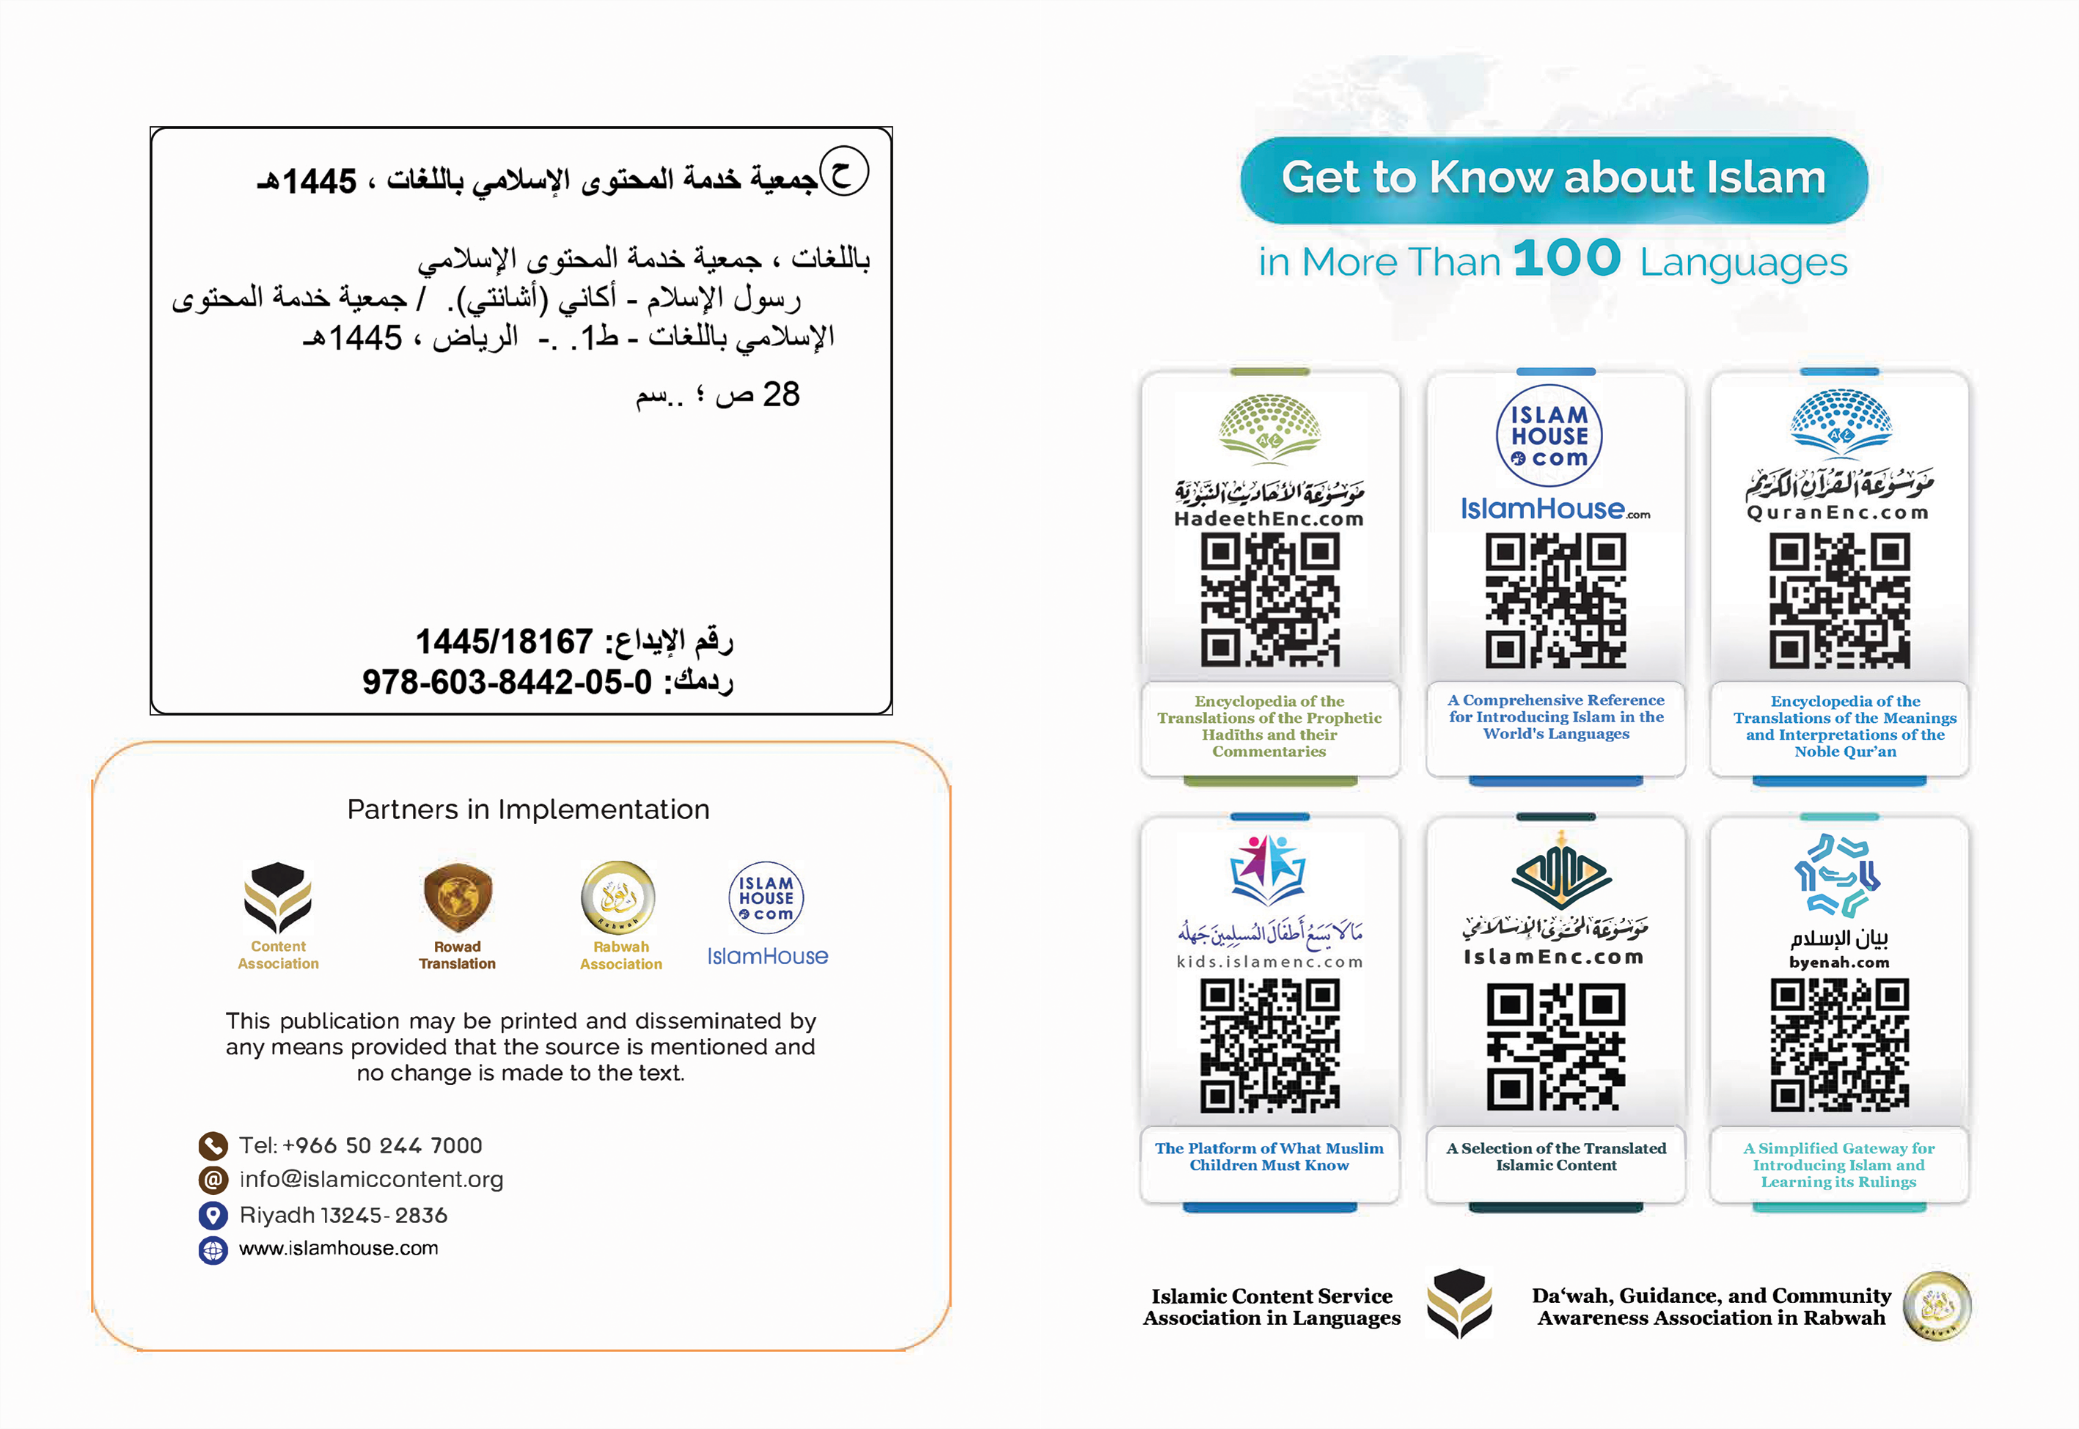 ح جمعية خدمة المحتوى الإسلامي باللغات ، 1445هـ
باللغات ، جمعية خدمة المحتوى الإسلامي
رسول الإسلام - أكاني (أشانتي). / جمعية خدمة المحتوى
الإسلامي باللغات - ط1. .- الرياض ، 1445هـ
28 ص ؛ ..سم
رقم الإيداع: 1445/18167
ردمك: 978-603-8442-05-0
Partners in Implementation
Content
Association
Rowad
Translation
Rabwah
Rabwah
Association
ISLAM
HOUSE
com
IslamHouse
This publication may be printed and disseminated by
any means provided that the source is mentioned and
no change is made to the text.
Tel: +966 50 244 7000
info@islamiccontent.org
Riyadh 13245- 2836
www.islamhouse.com
Get to Know about Islam
in More Than 100 Languages
موسوعة الأحاديث النبوية
HadeethEnc.com
Encyclopedia of the
Translations of the Prophetic
Hadīths and their
Commentaries
ISLAM
HOUSE
com
IslamHouse.com
A Comprehensive Reference
for Introducing Islam in the
World's Languages
موسوعة القرآن الكريم
QuranEnc.com
Encyclopedia of the
Translations of the Meanings
and Interpretations of the
Noble Qur’an
ما لا يسع أطفال المسلمين جهله
kids.islamenc.com
The Platform of What Muslim
Children Must Know
موسوعة المحتوى الإسلامي
IslamEnc.com
A Selection of the Translated
Islamic Content
بيان الإسلام
byenah.com
A Simplified Gateway for
Introducing Islam and
Learning its Rulings
Islamic Content Service
Association in Languages
Da‘wah, Guidance, and Community
Awareness Association in Rabwah
Rabwah